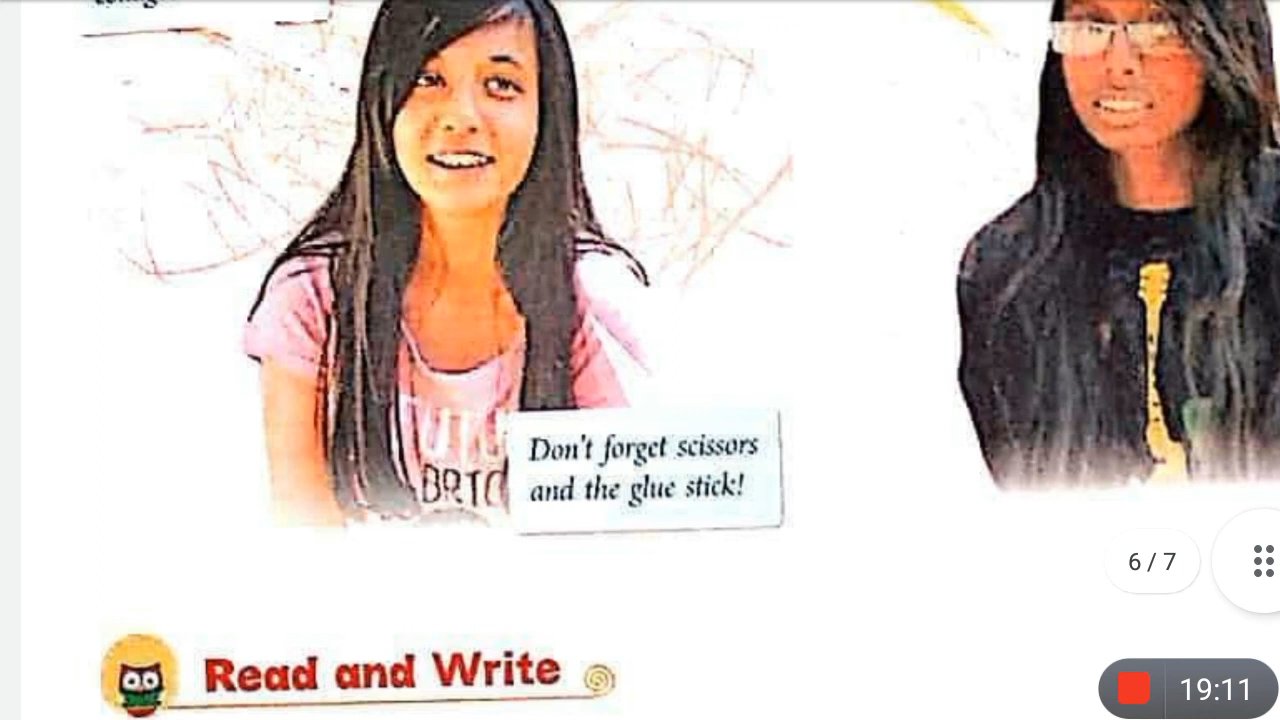 Don't forget scissors
and the glue stick!
6 / 7
Read and Write
19:11